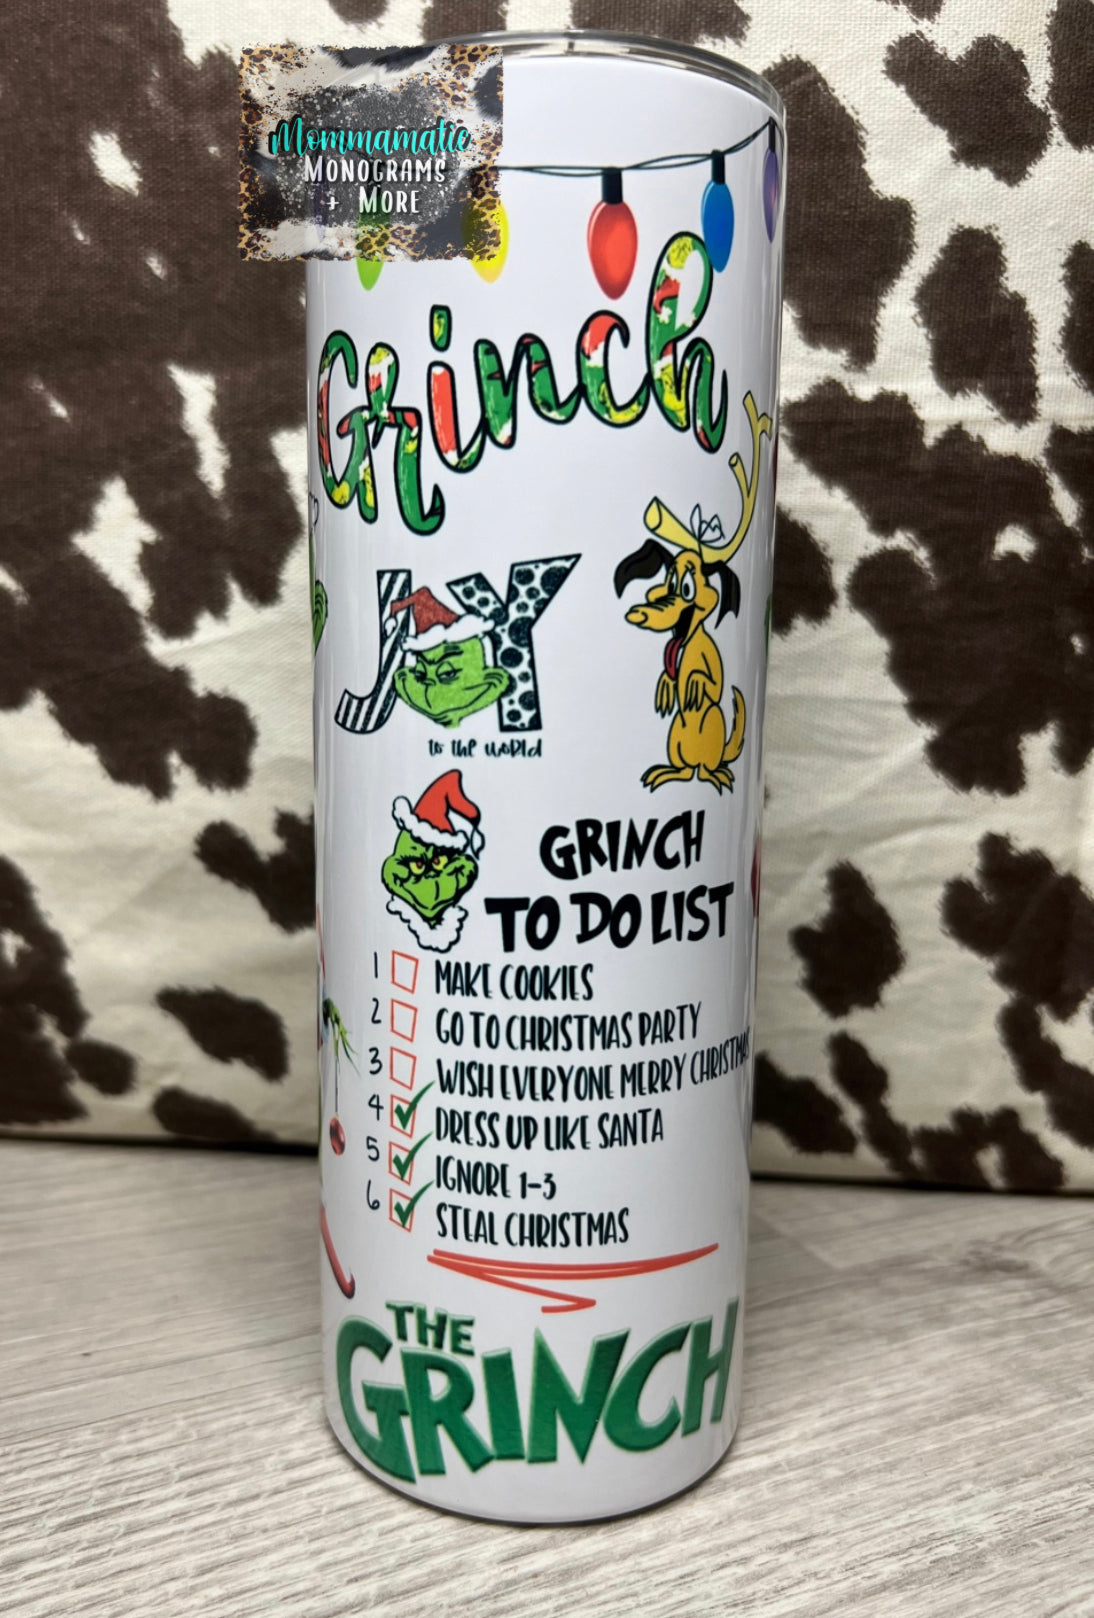 Mommamatie
MONOGRAMS
+ MORE
Grinch
JOY
to the world
GRINCH
TO DO LIST
1 MAKE COOKIES
2 GO TO CHRISTMAS PARTY
3 WISH EVERYONE MERRY CHRISTMAS
4 DRESS UP LIKE SANTA
5 IGNORE 1-3
6 STEAL CHRISTMAS
THE
GRINCH